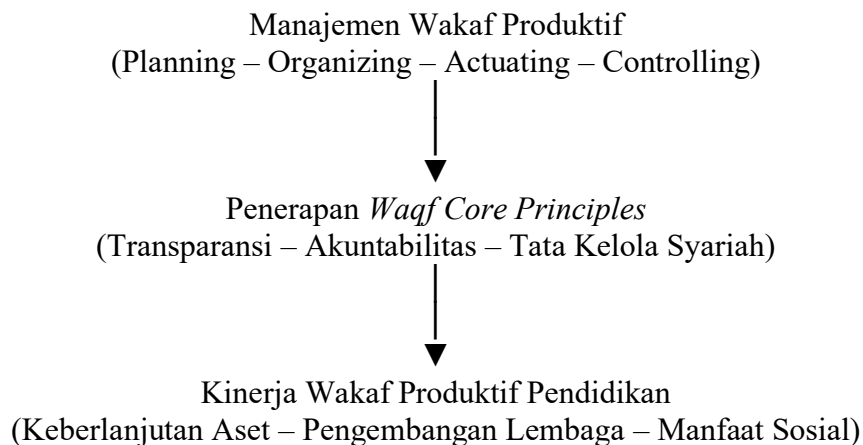 Manajemen Wakaf Produktif
(Planning – Organizing – Actuating – Controlling)
Penerapan Waqf Core Principles
(Transparansi – Akuntabilitas – Tata Kelola Syariah)
Kinerja Wakaf Produktif Pendidikan
(Keberlanjutan Aset – Pengembangan Lembaga – Manfaat Sosial)